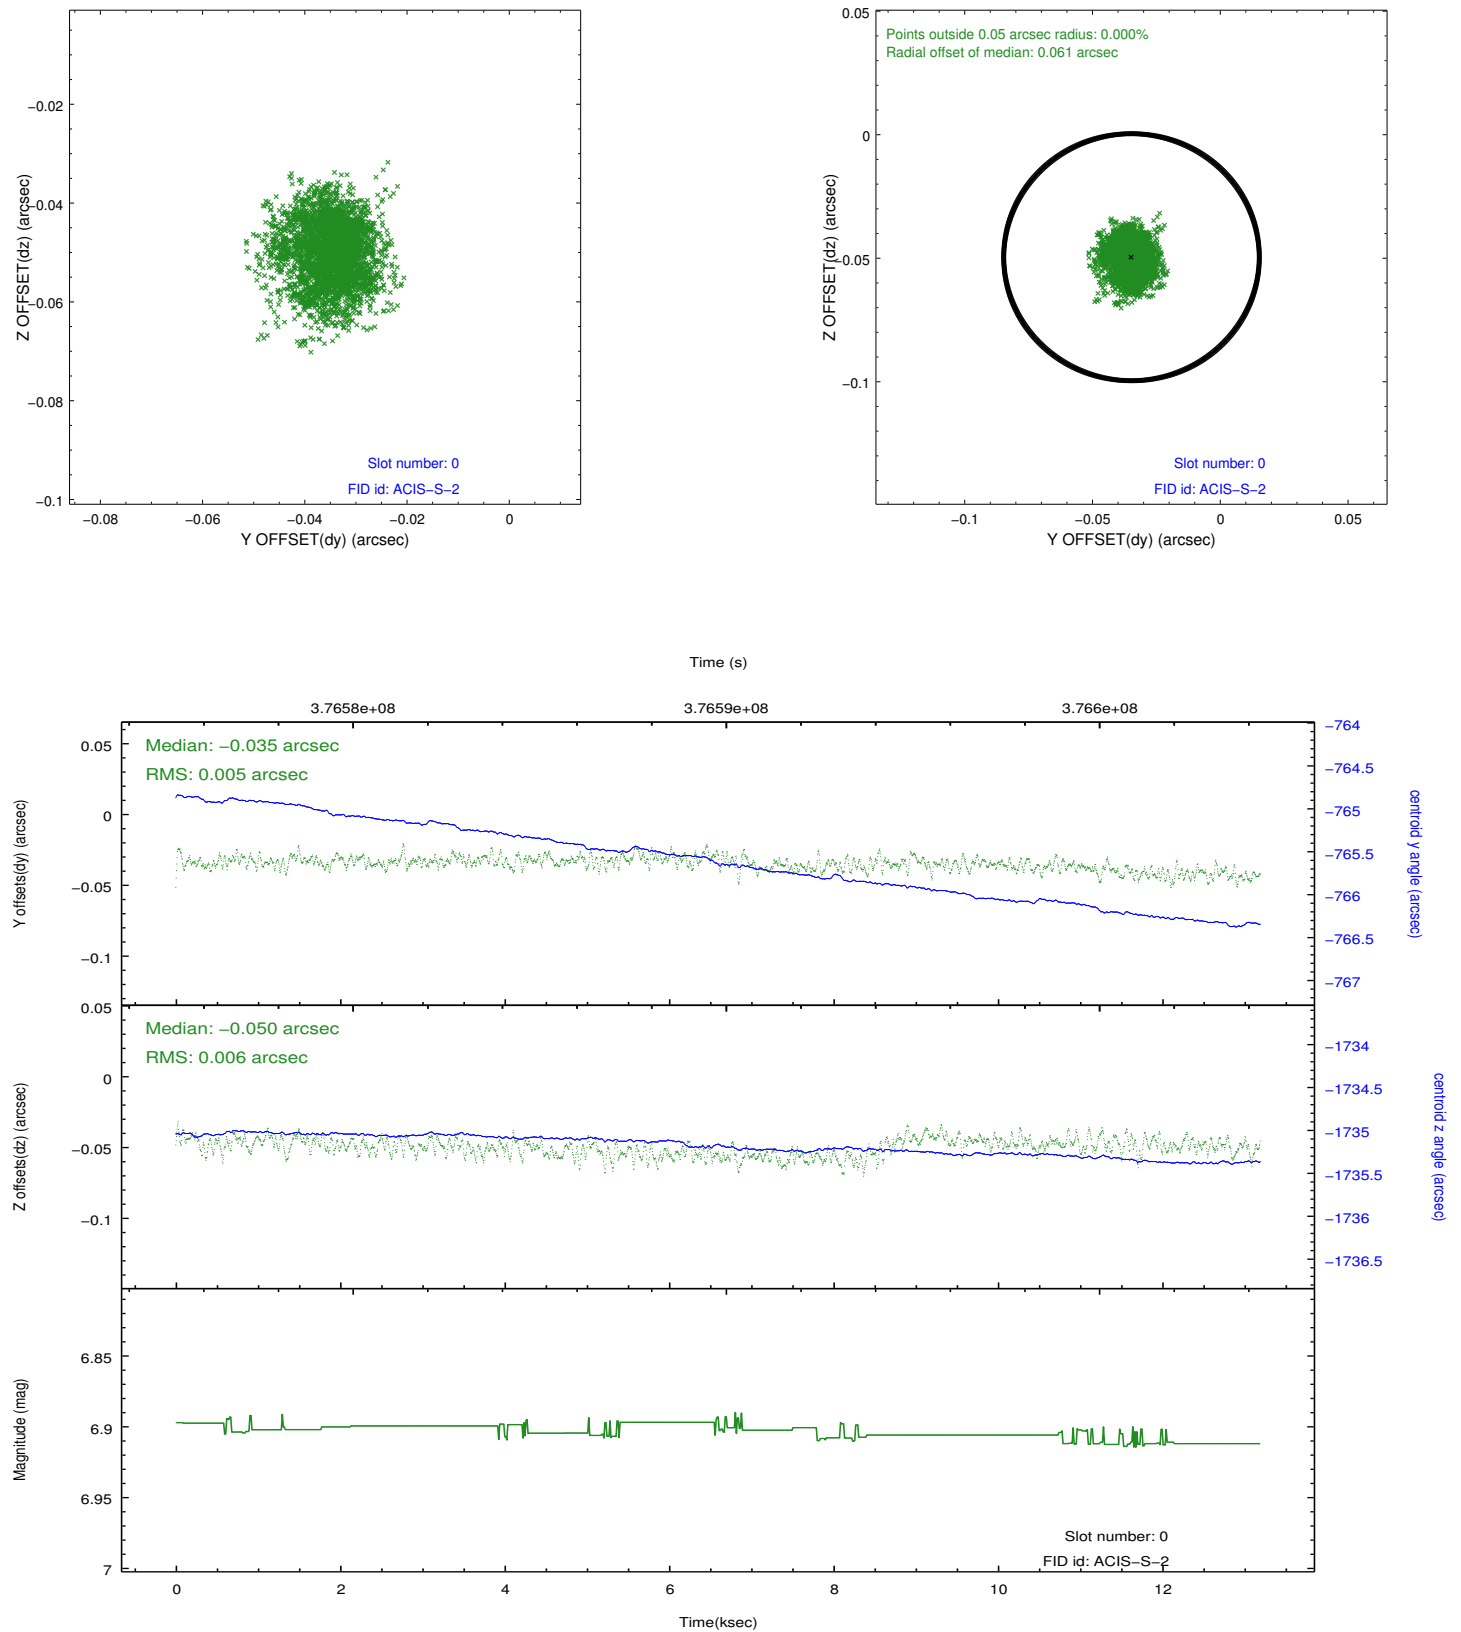 −0.02
−0.04
−0.06
−0.08
−0.1
Z OFFSET(dz) (arcsec)
Slot number: 0
FID id: ACIS−S−2
−0.08 −0.06 −0.04 −0.02 0
Y OFFSET(dy) (arcsec)
Points outside 0.05 arcsec radius: 0.000%
Radial offset of median: 0.061 arcsec
0.05
0
−0.05
−0.1
Z OFFSET(dz) (arcsec)
Slot number: 0
FID id: ACIS−S−2
−0.1 −0.05 0 0.05
Y OFFSET(dy) (arcsec)
Time (s)
3.7658e+08 3.7659e+08 3.766e+08
Median: −0.035 arcsec
RMS: 0.005 arcsec
0.05
0
−0.05
−0.1
Y offsets(dy) (arcsec)
−764
−764.5
−765
−765.5
−766
−766.5
−767
centroid y angle (arcsec)
Median: −0.050 arcsec
RMS: 0.006 arcsec
0.05
0
−0.05
−0.1
Z offsets(dz) (arcsec)
−1734
−1734.5
−1735
−1735.5
−1736
−1736.5
centroid z angle (arcsec)
6.85
6.9
6.95
7
Magnitude (mag)
Slot number: 0
FID id: ACIS−S−2
0 2 4 6 8 10 12
Time(ksec)